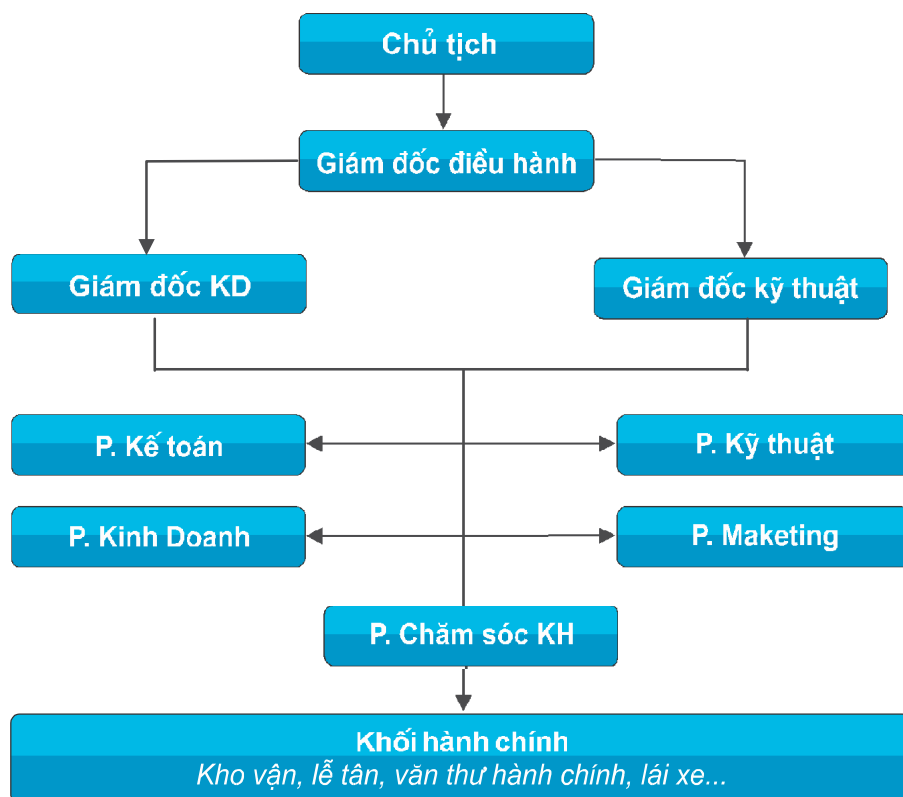 Chủ tịch
Giám đốc điều hành
Giám đốc KD
Giám đốc kỹ thuật
P. Kế toán
P. Kỹ thuật
P. Kinh Doanh
P. Maketing
P. Chăm sóc KH
Khối hành chính
Kho vận, lễ tân, văn thư hành chính, lái xe...